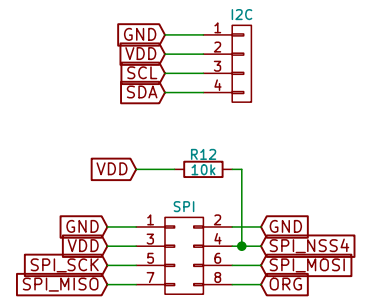 I2C
GND 1
VDD 2
SCL 3
SDA 4
R12
VDD 10k
SPI
GND 1 2 GND
VDD 3 4 SPI_NSS4
SPI_SCK 5 6 SPI_MOSI
SPI_MISO 7 8 ORG